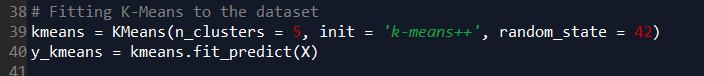 38 # Fitting K-Means to the dataset
39 kmeans = KMeans(n_clusters = 5, init = 'k-means++', random_state = 42)
40 y_kmeans = kmeans.fit_predict(X)
41